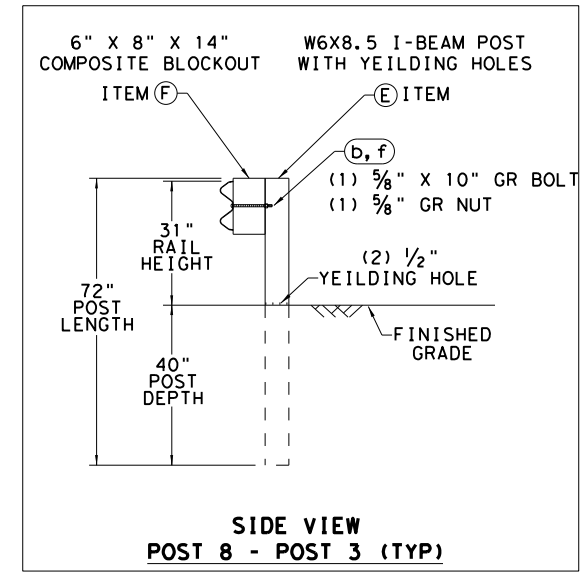 6" X 8" X 14"
COMPOSITE BLOCKOUT
ITEM F
W6X8.5 I-BEAM POST
WITH YEILDING HOLES
E ITEM
b, f
(1) 5/8" X 10" GR BOLT
(1) 5/8" GR NUT
31"
RAIL
HEIGHT
(2) 1/2"
YEILDING HOLE
72"
POST
LENGTH
FINISHED
GRADE
40"
POST
DEPTH
SIDE VIEW
POST 8 - POST 3 (TYP)